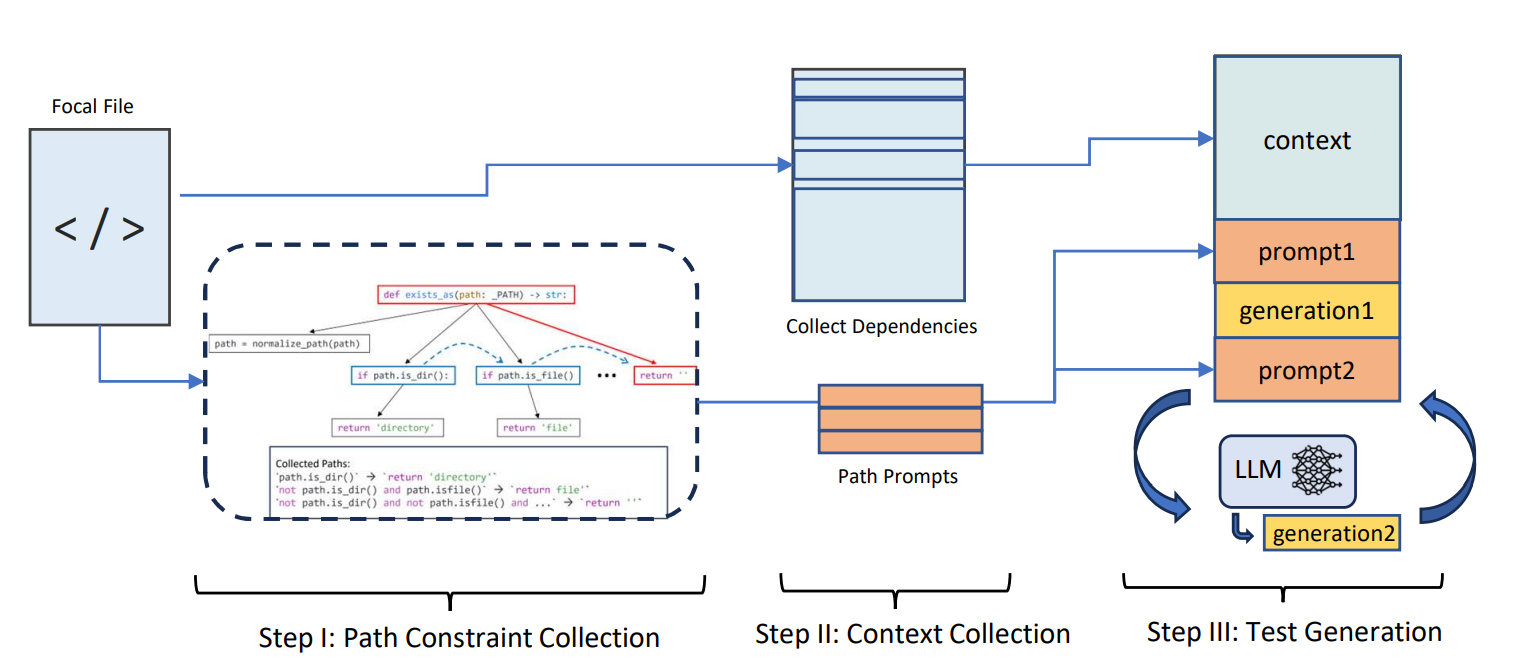 Focal File
</>
def exists_as(path: _PATH) -> str:
path = normalize_path(path)
if path.is_dir():
if path.is_file()
...
return ''
return 'directory'
return 'file'
Collected Paths:
`path.is_dir()` → `return 'directory'`
`not path.is_dir() and path.isfile()` → `return file'`
`not path.is_dir() and not path.isfile() and ...` → `return ''`
Collect Dependencies
Path Prompts
context
prompt1
generation1
prompt2
LLM
generation2
Step I: Path Constraint Collection
Step II: Context Collection
Step III: Test Generation